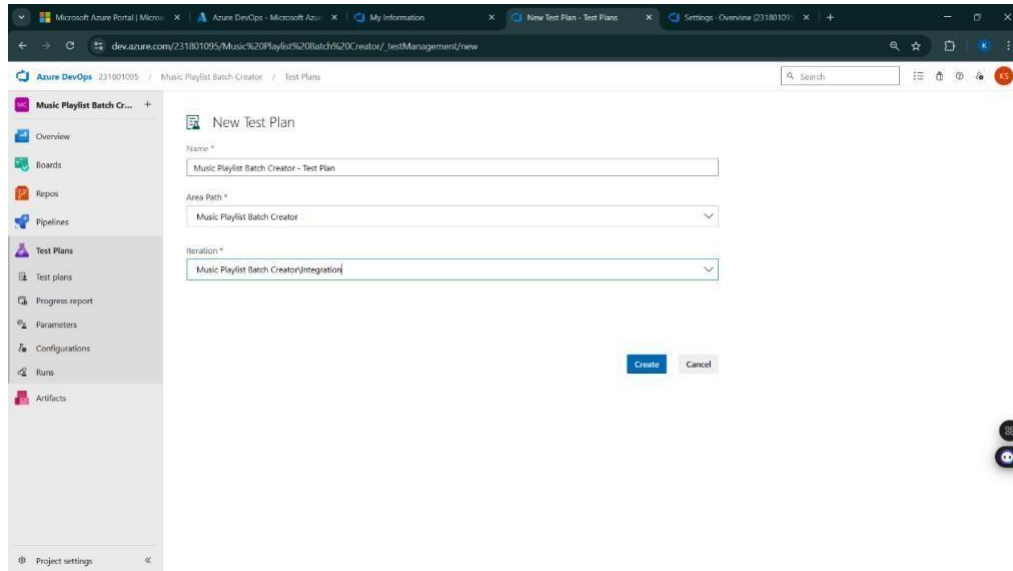 Microsoft Azure Portal | Micros
Azure DevOps - Microsoft Azur
My Information
New Test Plan - Test Plans
Settings - Overview (23180109
dev.azure.com/231801095/Music%20Playlist%20Batch%20Creator/_testManagement/new
K
Azure DevOps 231801095 / Music Playlist Batch Creator / Test Plans
Search
KS
MC Music Playlist Batch Cr... +
Overview
Boards
Repos
Pipelines
Test Plans
Test plans
Progress report
Parameters
Configurations
Runs
Artifacts
Project settings
New Test Plan
Name *
Music Playlist Batch Creator - Test Plan
Area Path *
Music Playlist Batch Creator
Iteration *
Music Playlist Batch Creator\Integration
Create Cancel